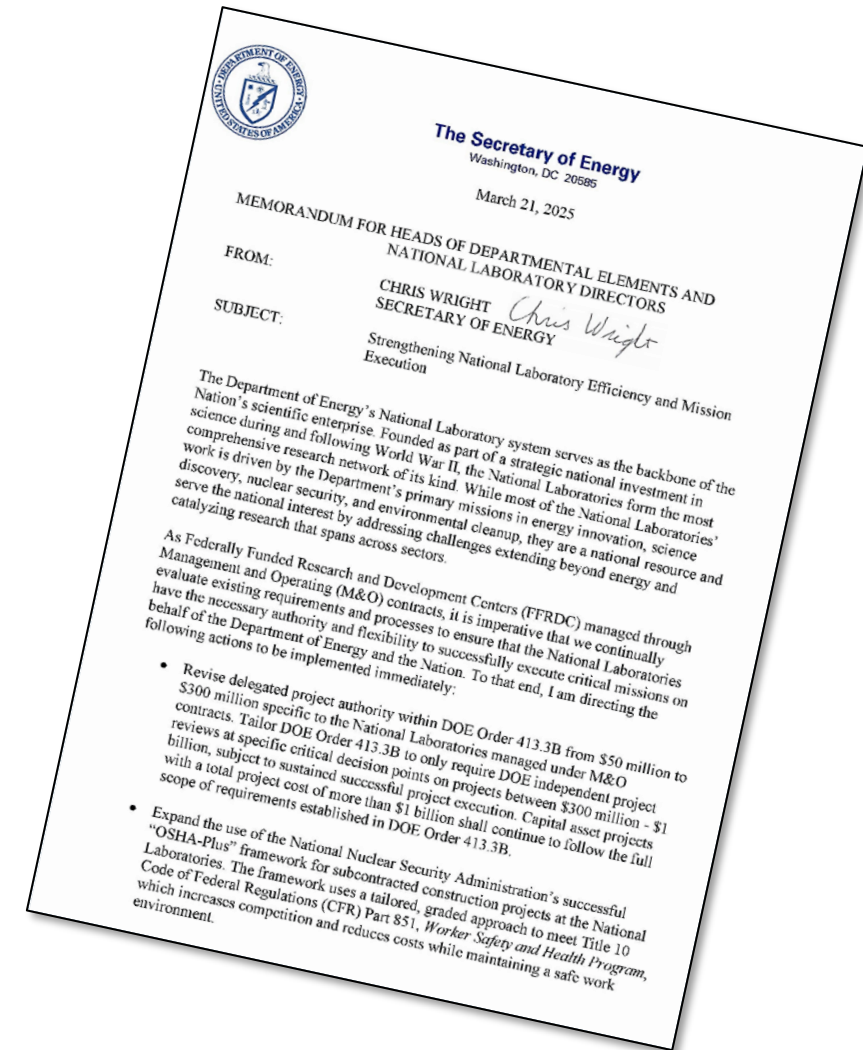 DEPARTMENT OF ENERGY
UNITED STATES OF AMERICA
The Secretary of Energy
Washington, DC 20585
March 21, 2025
MEMORANDUM FOR HEADS OF DEPARTMENTAL ELEMENTS AND
NATIONAL LABORATORY DIRECTORS
FROM:
CHRIS WRIGHT Chris Wright
SECRETARY OF ENERGY
SUBJECT:
Strengthening National Laboratory Efficiency and Mission
Execution
The Department of Energy's National Laboratory system serves as the backbone of the
Nation's scientific enterprise. Founded as part of a strategic national investment in
science during and following World War II, the National Laboratories form the most
comprehensive research network of its kind. While most of the National Laboratories'
work is driven by the Department's primary missions in energy innovation, science
discovery, nuclear security, and environmental cleanup, they are a national resource and
serve the national interest by addressing challenges extending beyond energy and
catalyzing research that spans across sectors.
As Federally Funded Research and Development Centers (FFRDC) managed through
Management and Operating (M&O) contracts, it is imperative that we continually
evaluate existing requirements and processes to ensure that the National Laboratories
have the necessary authority and flexibility to successfully execute critical missions on
behalf of the Department of Energy and the Nation. To that end, I am directing the
following actions to be implemented immediately:
• Revise delegated project authority within DOE Order 413.3B from $50 million to
$300 million specific to the National Laboratories managed under M&O
contracts. Tailor DOE Order 413.3B to only require DOE independent project
reviews at specific critical decision points on projects between $300 million - $1
billion, subject to sustained successful project execution. Capital asset projects
with a total project cost of more than $1 billion shall continue to follow the full
scope of requirements established in DOE Order 413.3B.
• Expand the use of the National Nuclear Security Administration's successful
"OSHA-Plus" framework for subcontracted construction projects at the National
Laboratories. The framework uses a tailored, graded approach to meet Title 10
Code of Federal Regulations (CFR) Part 851, Worker Safety and Health Program,
which increases competition and reduces costs while maintaining a safe work
environment.